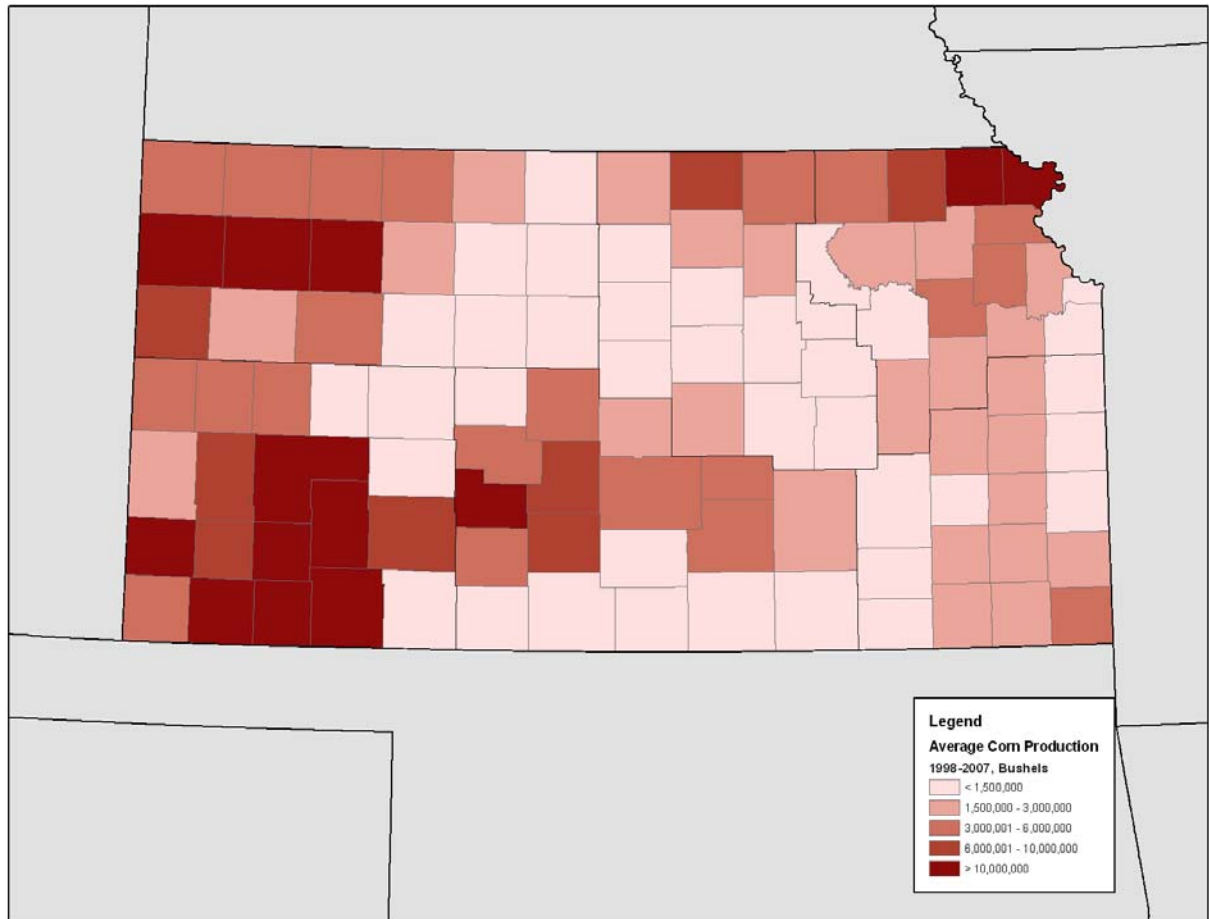 Legend
Average Corn Production
1998-2007, Bushels
< 1,500,000
1,500,000 - 3,000,000
3,000,001 - 6,000,000
6,000,001 - 10,000,000
> 10,000,000